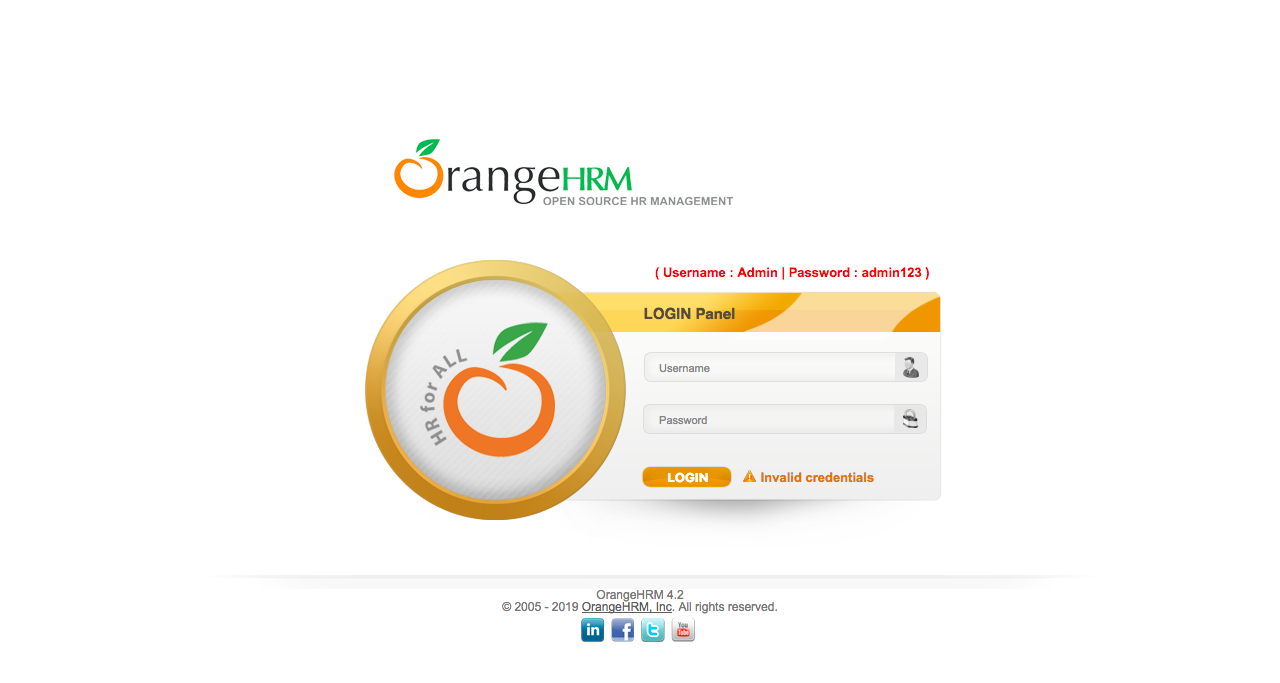 OrangeHRM
OPEN SOURCE HR MANAGEMENT
( Username : Admin | Password : admin123 )
LOGIN Panel
HR for ALL
Username
Password
LOGIN
Invalid credentials
OrangeHRM 4.2
© 2005 - 2019 OrangeHRM, Inc. All rights reserved.
in f t You Tube